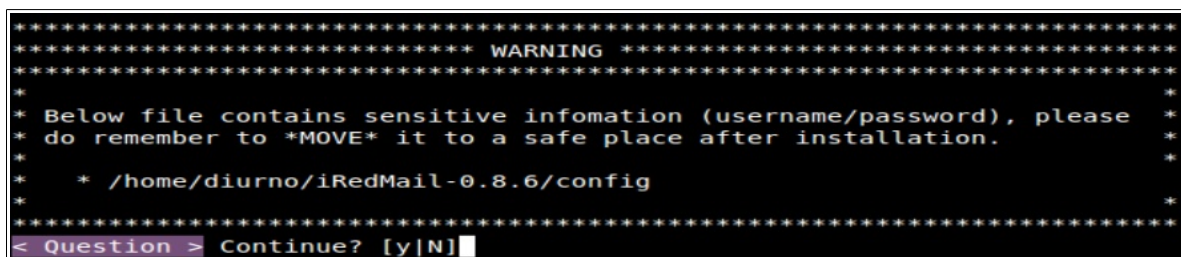 *************************************************************************
***************************** WARNING ***********************************
*************************************************************************
*                                                                       *
* Below file contains sensitive infomation (username/password), please  *
* do remember to *MOVE* it to a safe place after installation.          *
*                                                                       *
*   * /home/diurno/iRedMail-0.8.6/config
*                                                                       *
*************************************************************************
< Question > Continue? [y|N]